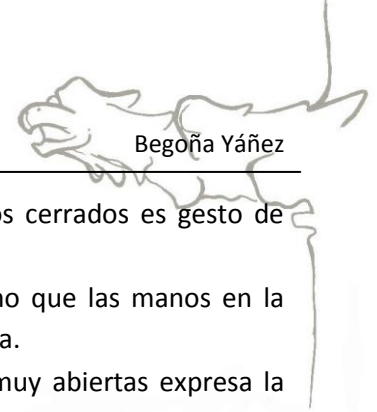 Begoña Yáñez
os cerrados es gesto de
no que las manos en la
a.
muy abiertas expresa la